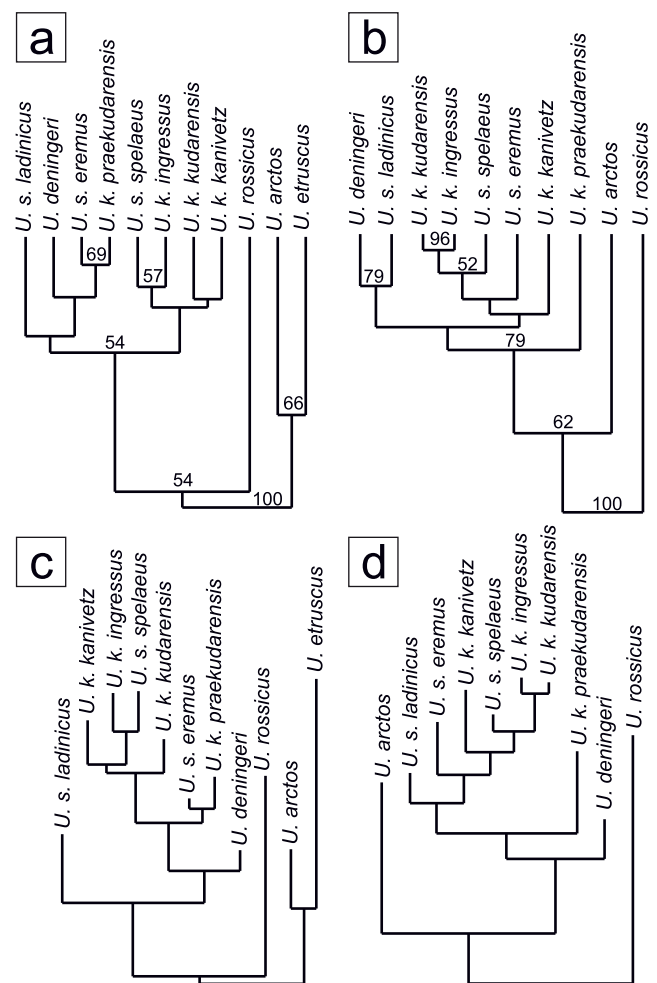 a
U. s. ladinicus
U. deningeri
U. s. eremus
U. k. praekudarensis
U. s. spelaeus
U. k. ingressus
U. k. kudarensis
U. k. kanivetz
U. rossicus
U. arctos
U. etruscus
69
57
54
66
54
100
b
U. deningeri
U. s. ladinicus
U. k. kudarensis
U. k. ingressus
U. s. spelaeus
U. s. eremus
U. k. kanivetz
U. k. praekudarensis
U. arctos
U. rossicus
96
52
79
79
62
100
c
U. s. ladinicus
U. k. kanivetz
U. k. ingressus
U. s. spelaeus
U. k. kudarensis
U. s. eremus
U. k. praekudarensis
U. deningeri
U. rossicus
U. arctos
U. etruscus
d
U. arctos
U. s. ladinicus
U. s. eremus
U. k. kanivetz
U. s. spelaeus
U. k. ingressus
U. k. kudarensis
U. k. praekudarensis
U. deningeri
U. rossicus